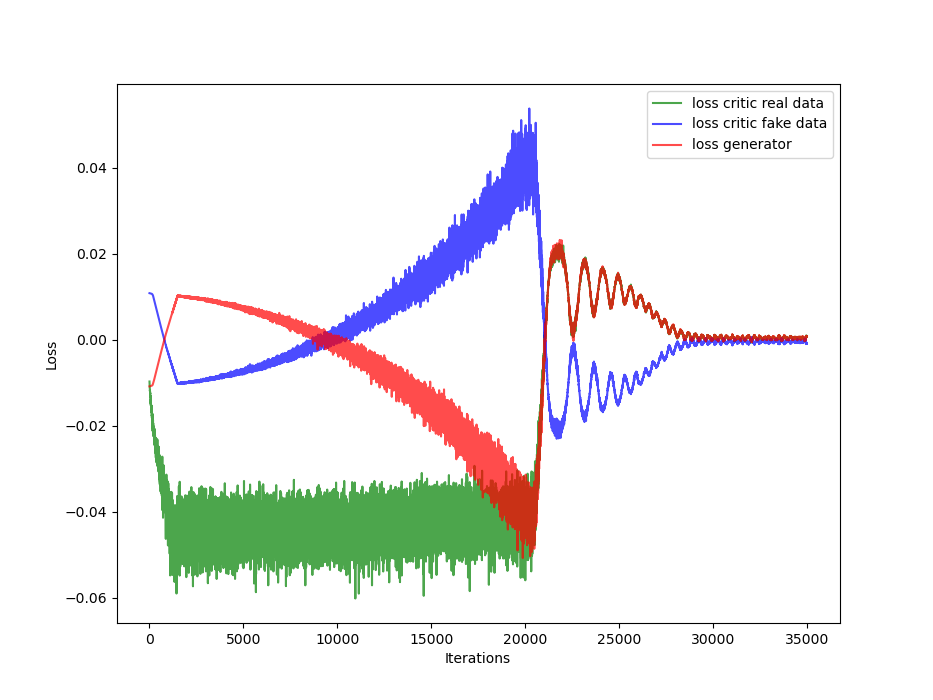 loss critic real data
loss critic fake data
loss generator
0.04
0.02
0.00
−0.02
−0.04
−0.06
Loss
0
5000
10000
15000
20000
25000
30000
35000
Iterations